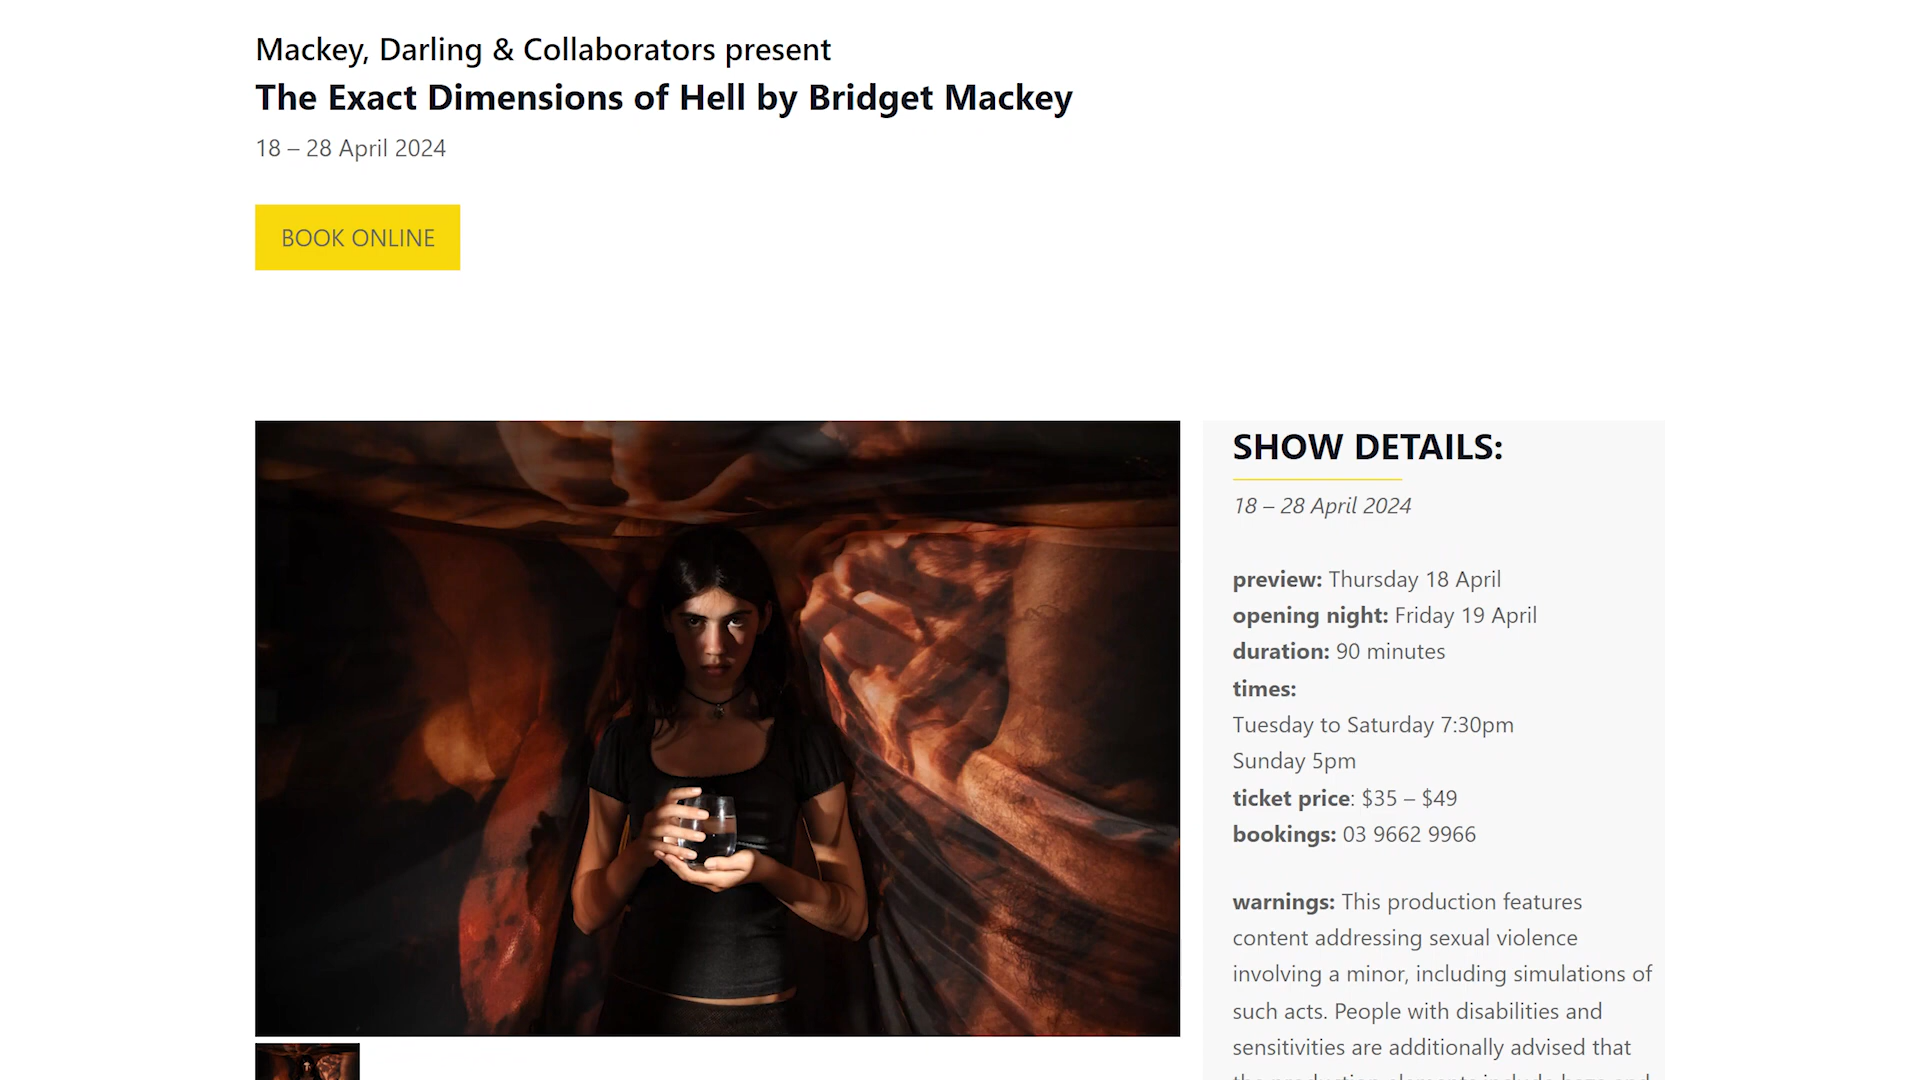 Mackey, Darling & Collaborators present
The Exact Dimensions of Hell by Bridget Mackey
18 – 28 April 2024
BOOK ONLINE
SHOW DETAILS:
18 – 28 April 2024
preview: Thursday 18 April
opening night: Friday 19 April
duration: 90 minutes
times:
Tuesday to Saturday 7:30pm
Sunday 5pm
ticket price: $35 – $49
bookings: 03 9662 9966
warnings: This production features
content addressing sexual violence
involving a minor, including simulations of
such acts. People with disabilities and
sensitivities are additionally advised that